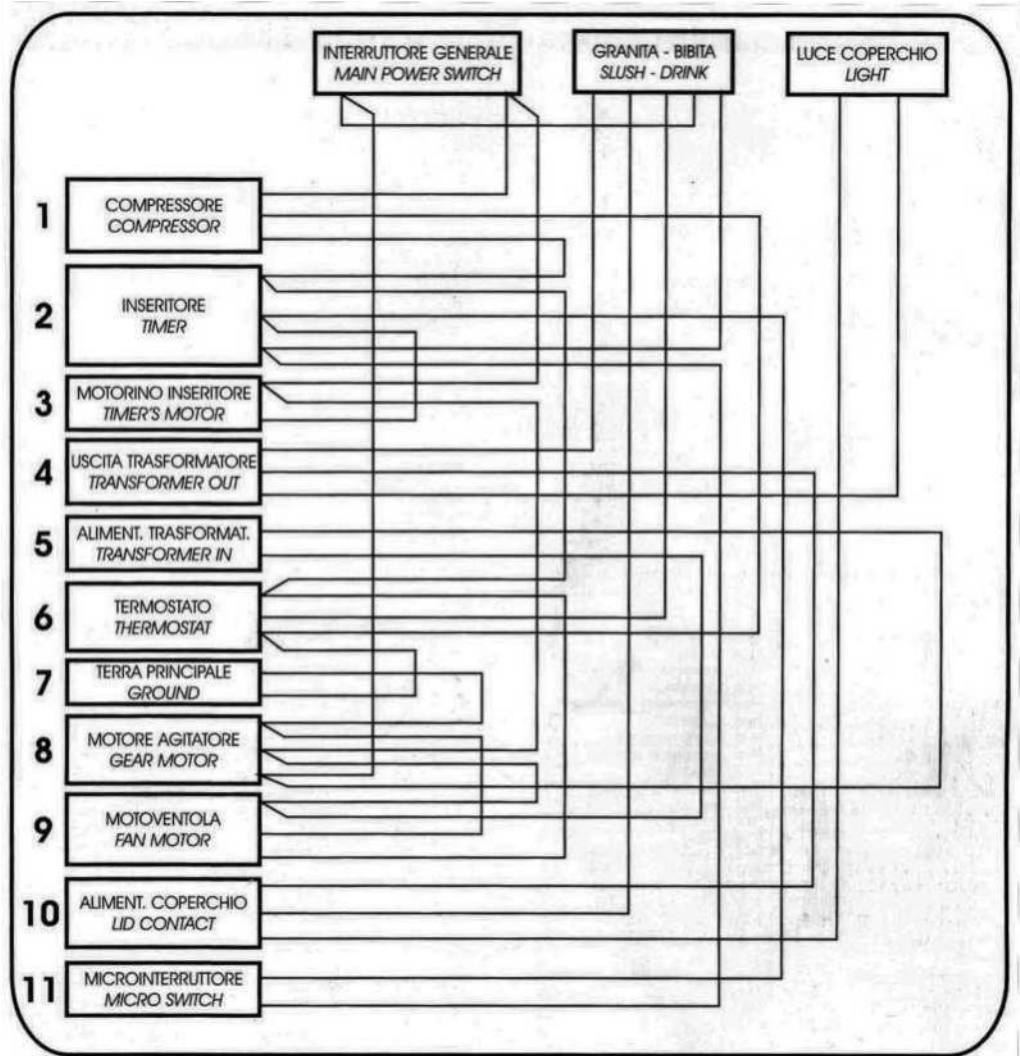 INTERRUTTORE GENERALE
MAIN POWER SWITCH
GRANITA - BIBITA
SLUSH - DRINK
LUCE COPERCHIO
LIGHT
1
COMPRESSORE
COMPRESSOR
2
INSERITORE
TIMER
3
MOTORINO INSERITORE
TIMER'S MOTOR
4
USCITA TRASFORMATORE
TRANSFORMER OUT
5
ALIMENT. TRASFORMAT.
TRANSFORMER IN
6
TERMOSTATO
THERMOSTAT
7
TERRA PRINCIPALE
GROUND
8
MOTORE AGITATORE
GEAR MOTOR
9
MOTOVENTOLA
FAN MOTOR
10
ALIMENT. COPERCHIO
LID CONTACT
11
MICROINTERRUTTORE
MICRO SWITCH